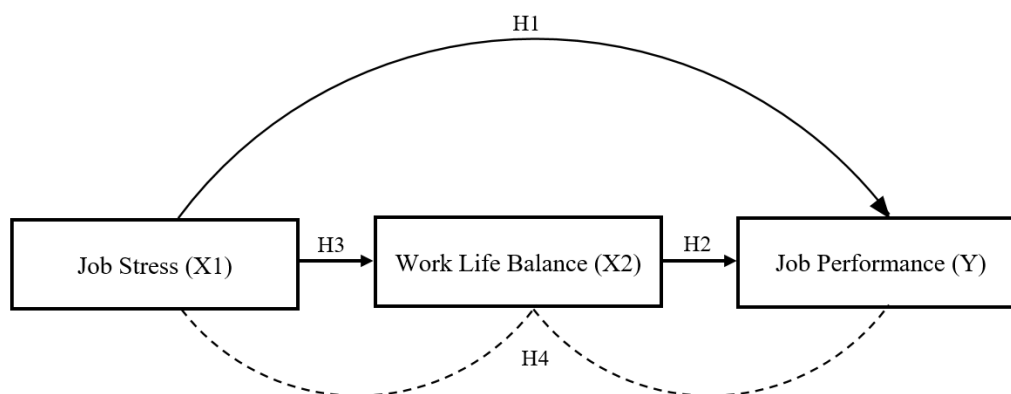 H1
Job Stress (X1)
H3
Work Life Balance (X2)
H2
Job Performance (Y)
H4